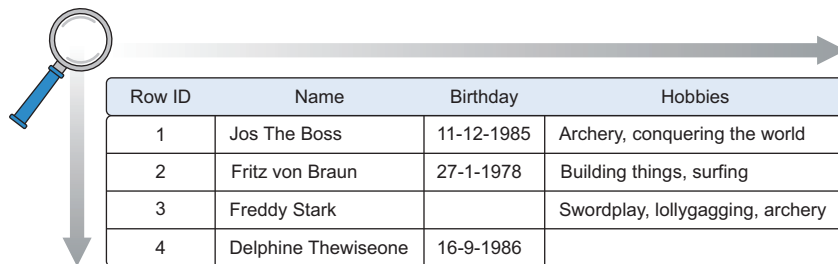 Row ID Name Birthday Hobbies
1 Jos The Boss 11-12-1985 Archery, conquering the world
2 Fritz von Braun 27-1-1978 Building things, surfing
3 Freddy Stark Swordplay, lollygagging, archery
4 Delphine Thewiseone 16-9-1986